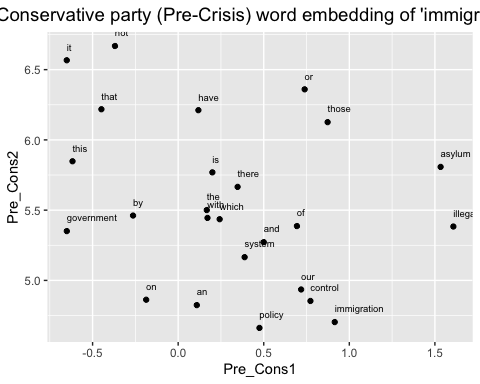 Conservative party (Pre-Crisis) word embedding of 'immigr
not
it
or
that
have
those
this
is
asylum
there
the
with
which
by
government
of
illega
and
system
our
on
control
an
immigration
policy
6.5
6.0
5.5
5.0
Pre_Cons2
-0.5
0.0
0.5
1.0
1.5
Pre_Cons1